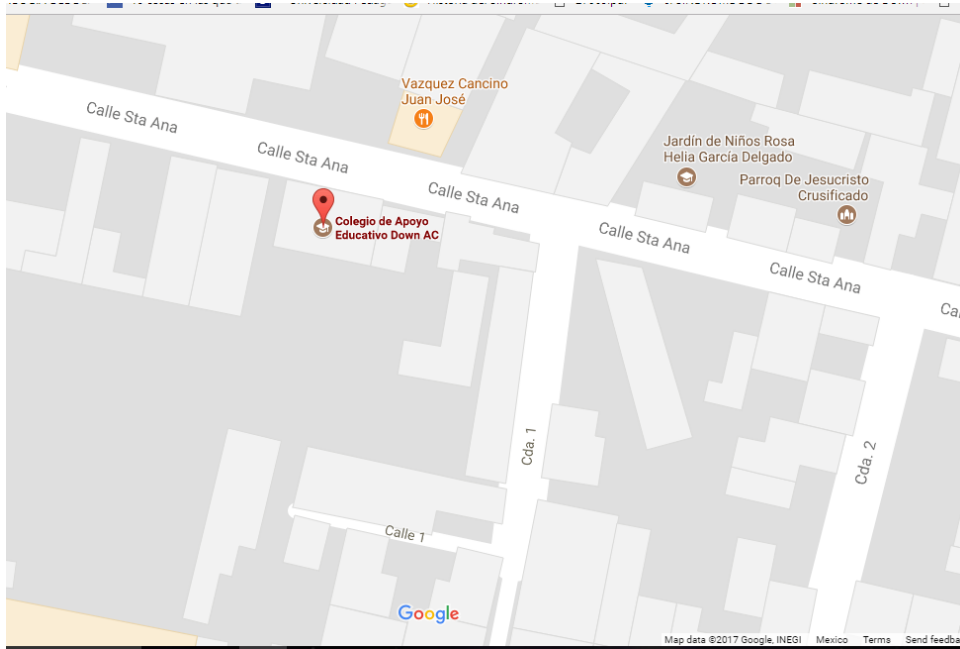 Vazquez Cancino
Juan José
Calle Sta Ana
Calle Sta Ana
Jardín de Niños Rosa
Helia García Delgado
Parroq De Jesucristo
Crusificado
Calle Sta Ana
Colegio de Apoyo
Educativo Down AC
Calle Sta Ana
Calle Sta Ana
Cda. 1
Cda. 2
Calle 1
Google
Map data ©2017 Google, INEGI Mexico Terms